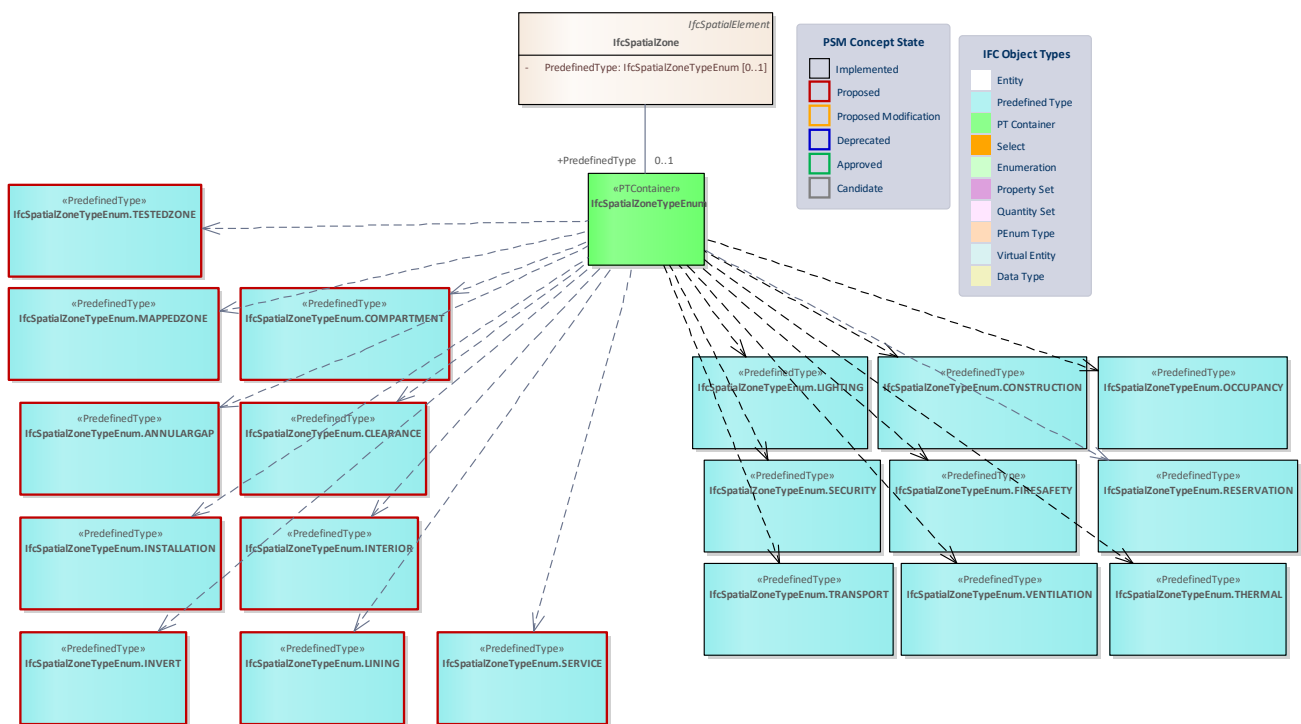 IfcSpatialElement
IfcSpatialZone
- PredefinedType: IfcSpatialZoneTypeEnum [0..1]
+PredefinedType 0..1
«PTContainer»
IfcSpatialZoneTypeEnum
PSM Concept State
Implemented
Proposed
Proposed Modification
Deprecated
Approved
Candidate
IFC Object Types
Entity
Predefined Type
PT Container
Select
Enumeration
Property Set
Quantity Set
PEnum Type
Virtual Entity
Data Type
«PredefinedType»
IfcSpatialZoneTypeEnum.TESTEDZONE
«PredefinedType»
IfcSpatialZoneTypeEnum.MAPPEDZONE
«PredefinedType»
IfcSpatialZoneTypeEnum.COMPARTMENT
«PredefinedType»
IfcSpatialZoneTypeEnum.ANNULARGAP
«PredefinedType»
IfcSpatialZoneTypeEnum.CLEARANCE
«PredefinedType»
IfcSpatialZoneTypeEnum.INSTALLATION
«PredefinedType»
IfcSpatialZoneTypeEnum.INTERIOR
«PredefinedType»
IfcSpatialZoneTypeEnum.INVERT
«PredefinedType»
IfcSpatialZoneTypeEnum.LINING
«PredefinedType»
IfcSpatialZoneTypeEnum.SERVICE
«PredefinedType»
IfcSpatialZoneTypeEnum.LIGHTING
«PredefinedType»
IfcSpatialZoneTypeEnum.CONSTRUCTION
«PredefinedType»
IfcSpatialZoneTypeEnum.OCCUPANCY
«PredefinedType»
IfcSpatialZoneTypeEnum.SECURITY
«PredefinedType»
IfcSpatialZoneTypeEnum.FIRESAFETY
«PredefinedType»
IfcSpatialZoneTypeEnum.RESERVATION
«PredefinedType»
IfcSpatialZoneTypeEnum.TRANSPORT
«PredefinedType»
IfcSpatialZoneTypeEnum.VENTILATION
«PredefinedType»
IfcSpatialZoneTypeEnum.THERMAL